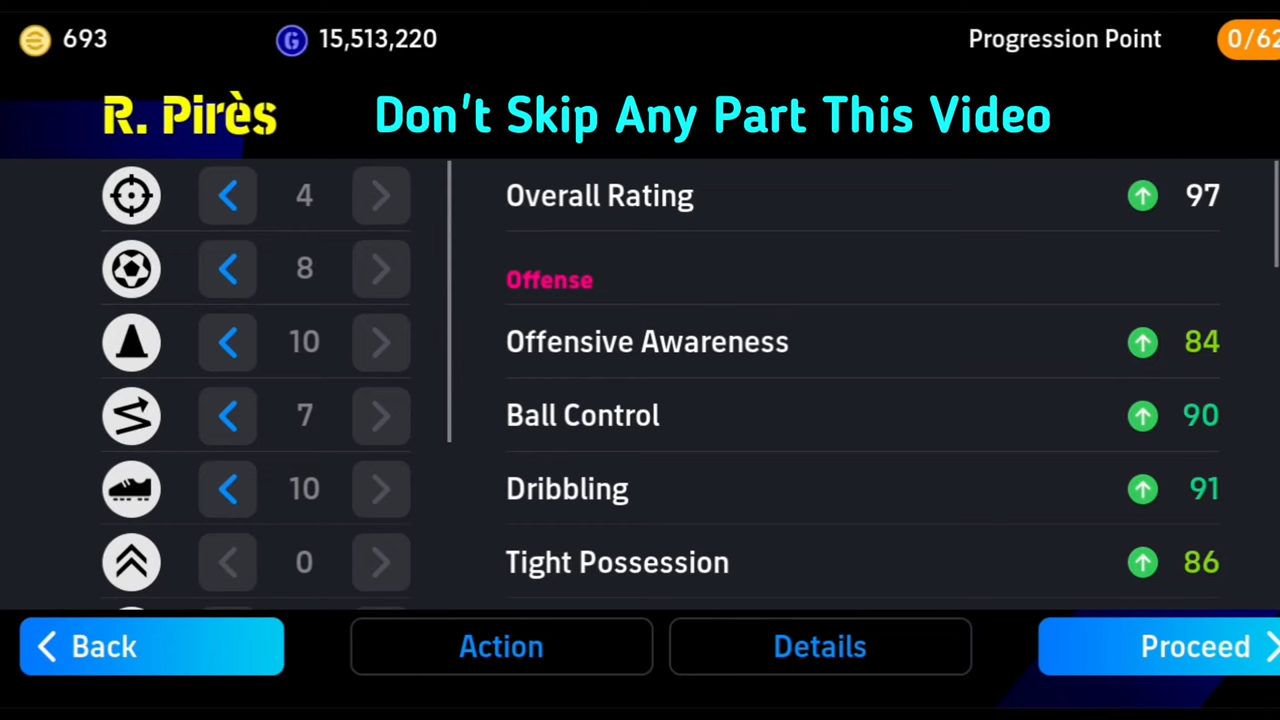 693
G 15,513,220
Progression Point
0/62
R. Pirès
Don't Skip Any Part This Video
4
Overall Rating 97
8
Offense
10
Offensive Awareness 84
7
Ball Control 90
10
Dribbling 91
0
Tight Possession 86
Back
Action
Details
Proceed